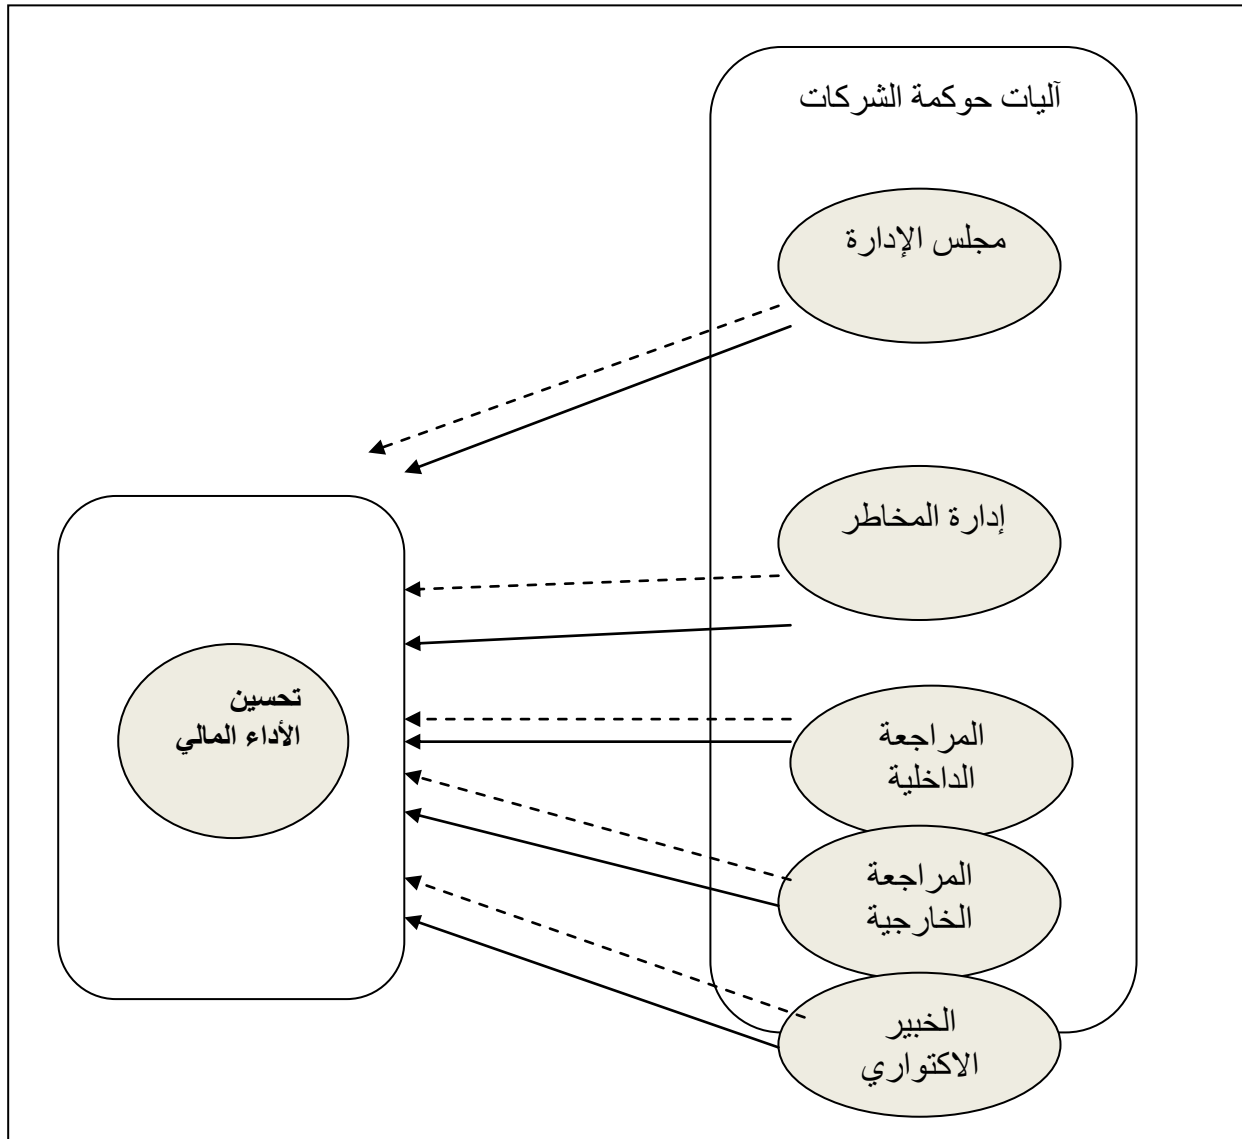 آليات حوكمة الشركات
مجلس الإدارة
إدارة المخاطر
المراجعة
الداخلية
المراجعة
الخارجية
الخبير
الاكتواري
تحسين
الأداء المالي